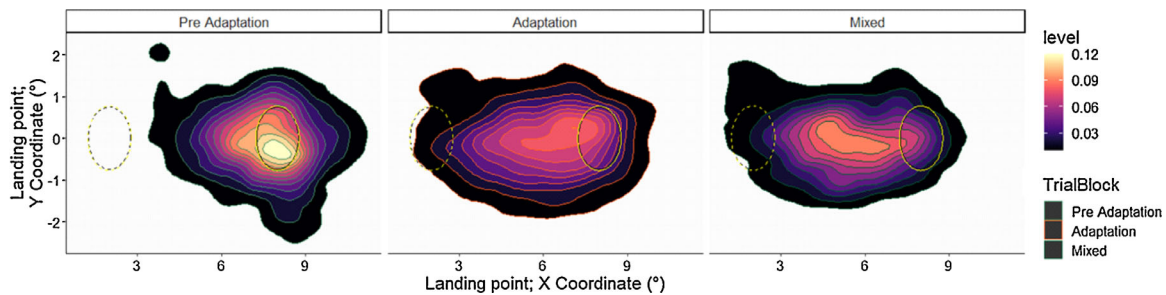 Pre Adaptation
Adaptation
Mixed
Landing point;
Y Coordinate (°)
2
1
0
-1
-2
3
6
9
3
6
9
3
6
9
Landing point; X Coordinate (°)
level
0.12
0.09
0.06
0.03
TrialBlock
Pre Adaptation
Adaptation
Mixed